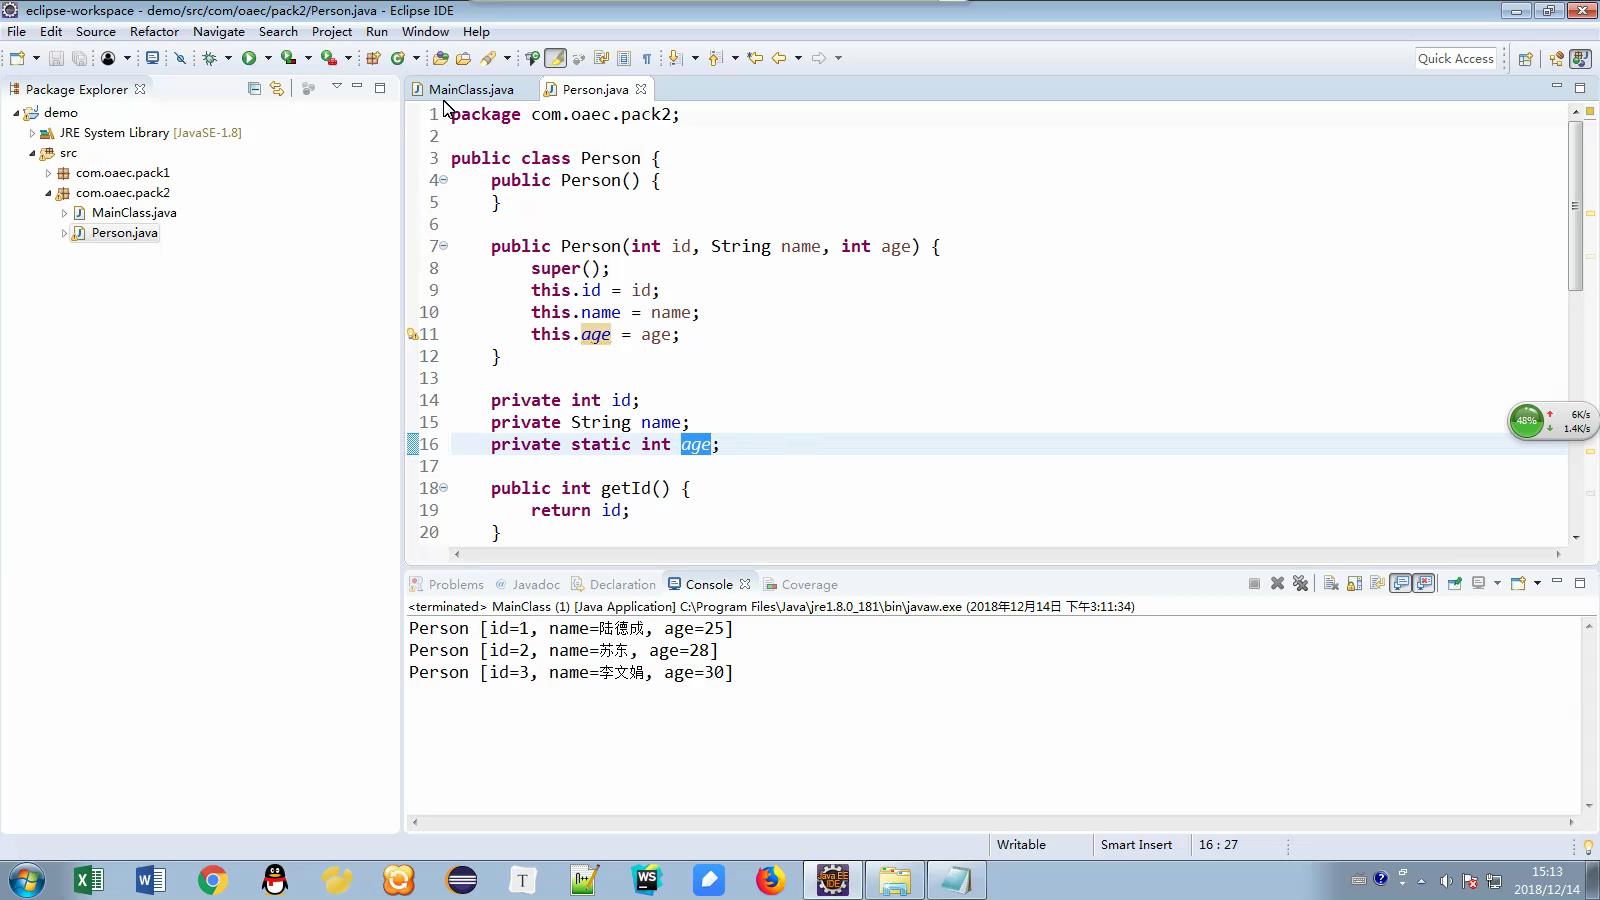 eclipse-workspace - demo/src/com/oaec/pack2/Person.java - Eclipse IDE
File Edit Source Refactor Navigate Search Project Run Window Help
Quick Access
Package Explorer
demo
JRE System Library [JavaSE-1.8]
src
com.oaec.pack1
com.oaec.pack2
MainClass.java
Person.java
MainClass.java Person.java
1 package com.oaec.pack2;
2
3 public class Person {
4 public Person() {
5 }
6
7 public Person(int id, String name, int age) {
8 super();
9 this.id = id;
10 this.name = name;
11 this.age = age;
12 }
13
14 private int id;
15 private String name;
16 private static int age;
17
18 public int getId() {
19 return id;
20 }
48% 6K/s
1.4K/s
Problems @ Javadoc Declaration Console Coverage
<terminated> MainClass (1) [Java Application] C:\Program Files\Java\jre1.8.0_181\bin\javaw.exe (2018年12月14日 下午3:11:34)
Person [id=1, name=陆德成, age=25]
Person [id=2, name=苏东, age=28]
Person [id=3, name=李文娟, age=30]
Writable Smart Insert 16 : 27
15:13
2018/12/14